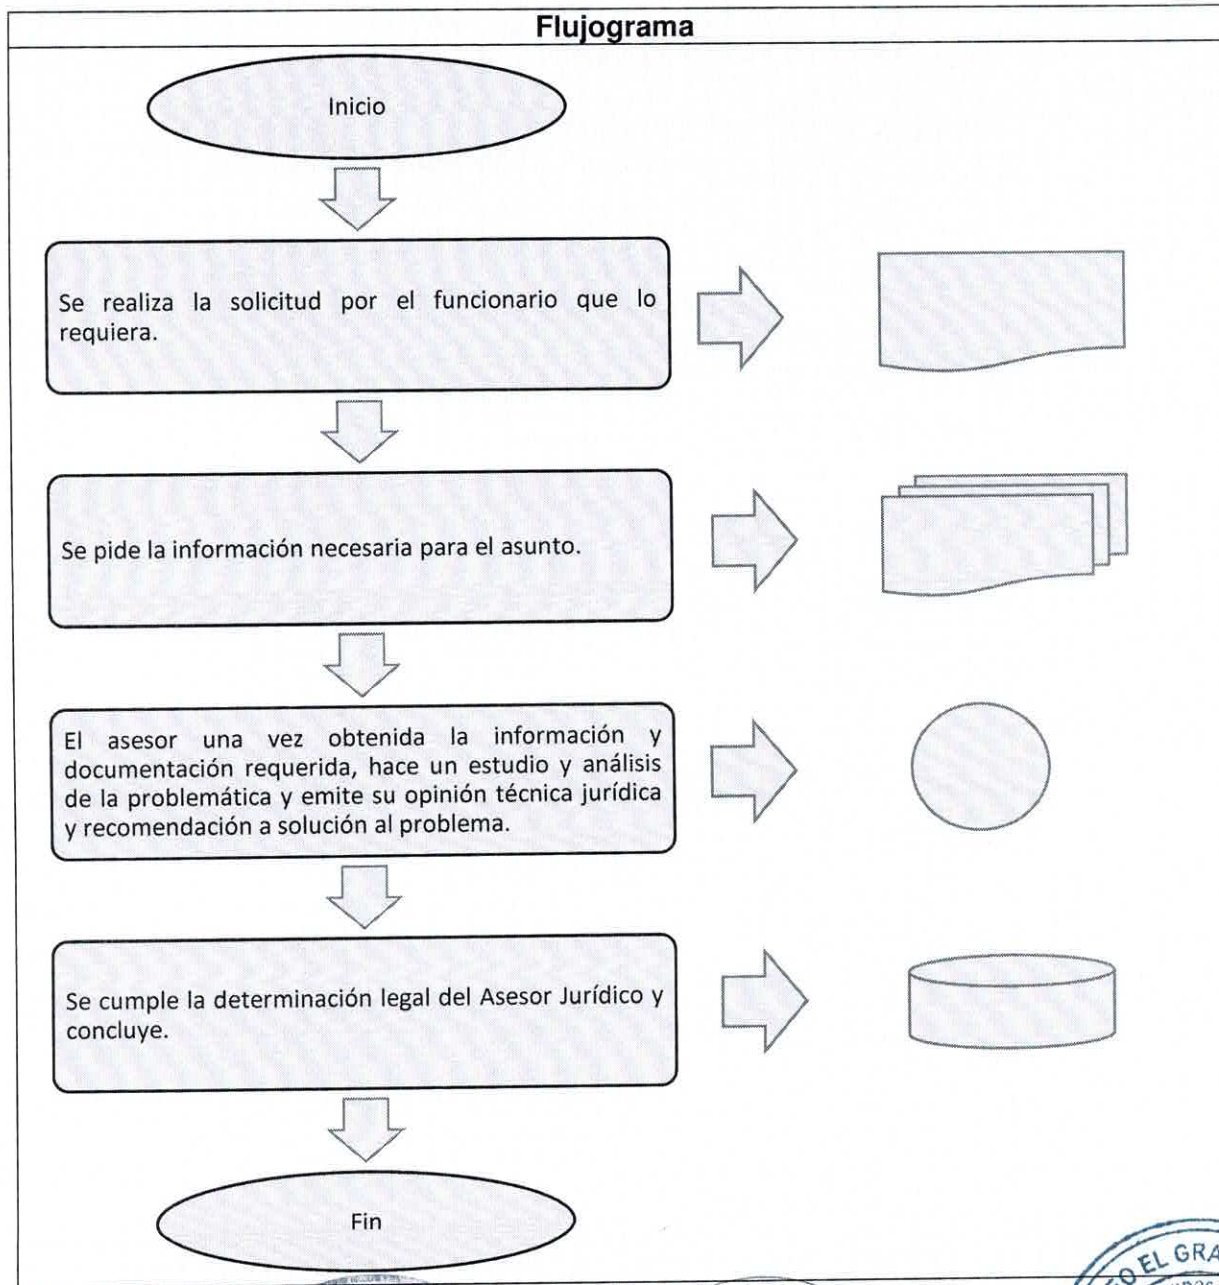 Flujograma
Inicio
Se realiza la solicitud por el funcionario que lo
requiera.
Se pide la información necesaria para el asunto.
El asesor una vez obtenida la información y
documentación requerida, hace un estudio y análisis
de la problemática y emite su opinión técnica jurídica
y recomendación a solución al problema.
Se cumple la determinación legal del Asesor Jurídico y
concluye.
Fin
EL GRA